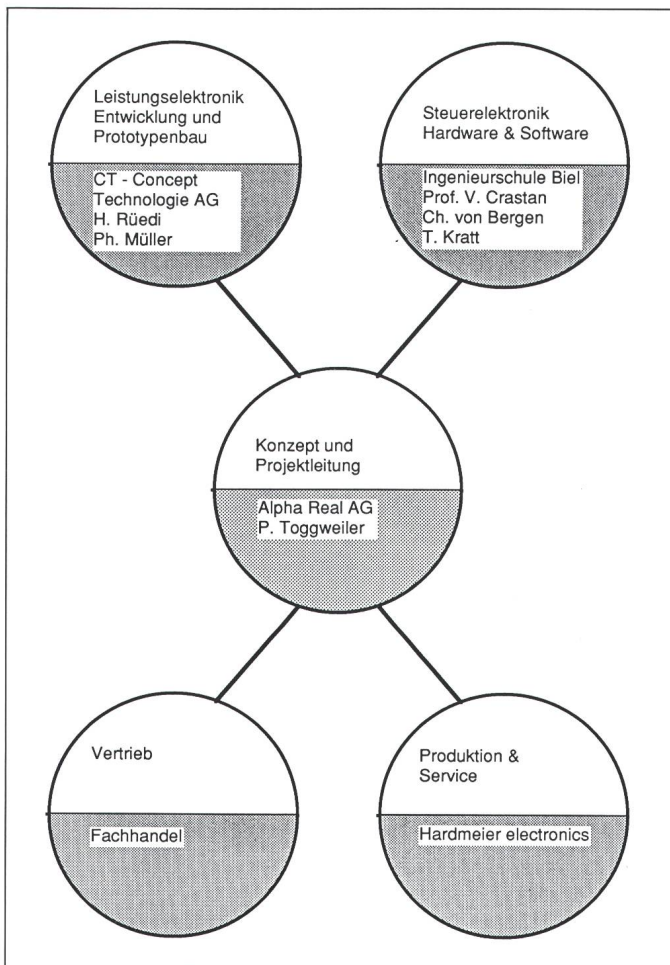 Leistungselektronik
Entwicklung und
Prototypenbau
CT - Concept
Technologie AG
H. Rüedi
Ph. Müller
Steuerelektronik
Hardware & Software
Ingenieurschule Biel
Prof. V. Crastan
Ch. von Bergen
T. Kratt
Konzept und
Projektleitung
Alpha Real AG
P. Toggweiler
Vertrieb
Fachhandel
Produktion &
Service
Hardmeier electronics